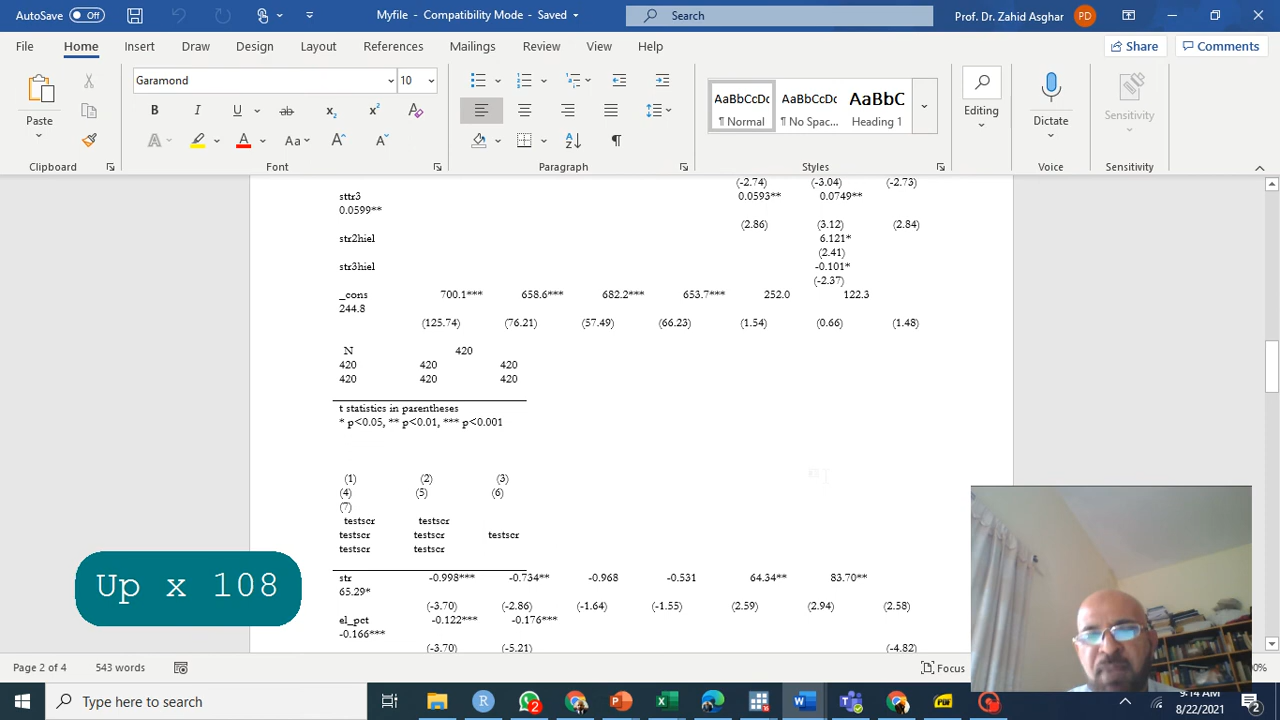 AutoSave Off Myfile - Compatibility Mode - Saved Search Prof. Dr. Zahid Asghar PD
File Home Insert Draw Design Layout References Mailings Review View Help Share Comments
Garamond 10
Paste
B I U ab x2 x2
Aa A A
AaBbCcDc AaBbCcDc AaBbC
¶ Normal ¶ No Spac... Heading 1
Editing Dictate Sensitivity
Clipboard Font Paragraph Styles Voice Sensitivity
(-2.74) (-3.04) (-2.73)
sttr3 0.0593** 0.0749**
0.0599**
(2.86) (3.12) (2.84)
str2hiel 6.121*
(2.41)
str3hiel -0.101*
(-2.37)
_cons 700.1*** 658.6*** 682.2*** 653.7*** 252.0 122.3
244.8
(125.74) (76.21) (57.49) (66.23) (1.54) (0.66) (1.48)
N 420
420 420 420
420 420 420
t statistics in parentheses
* p<0.05, ** p<0.01, *** p<0.001
(1) (2) (3)
(4) (5) (6)
(7)
testscr testscr
testscr testscr testscr
testscr testscr
str -0.998*** -0.734** -0.968 -0.531 64.34** 83.70**
65.29*
(-3.70) (-2.86) (-1.64) (-1.55) (2.59) (2.94) (2.58)
el_pct -0.122*** -0.176***
-0.166***
(-3.70) (-5.21) (-4.82)
Up x 108
Page 2 of 4 543 words Focus
Type here to search
9:14 AM
8/22/2021